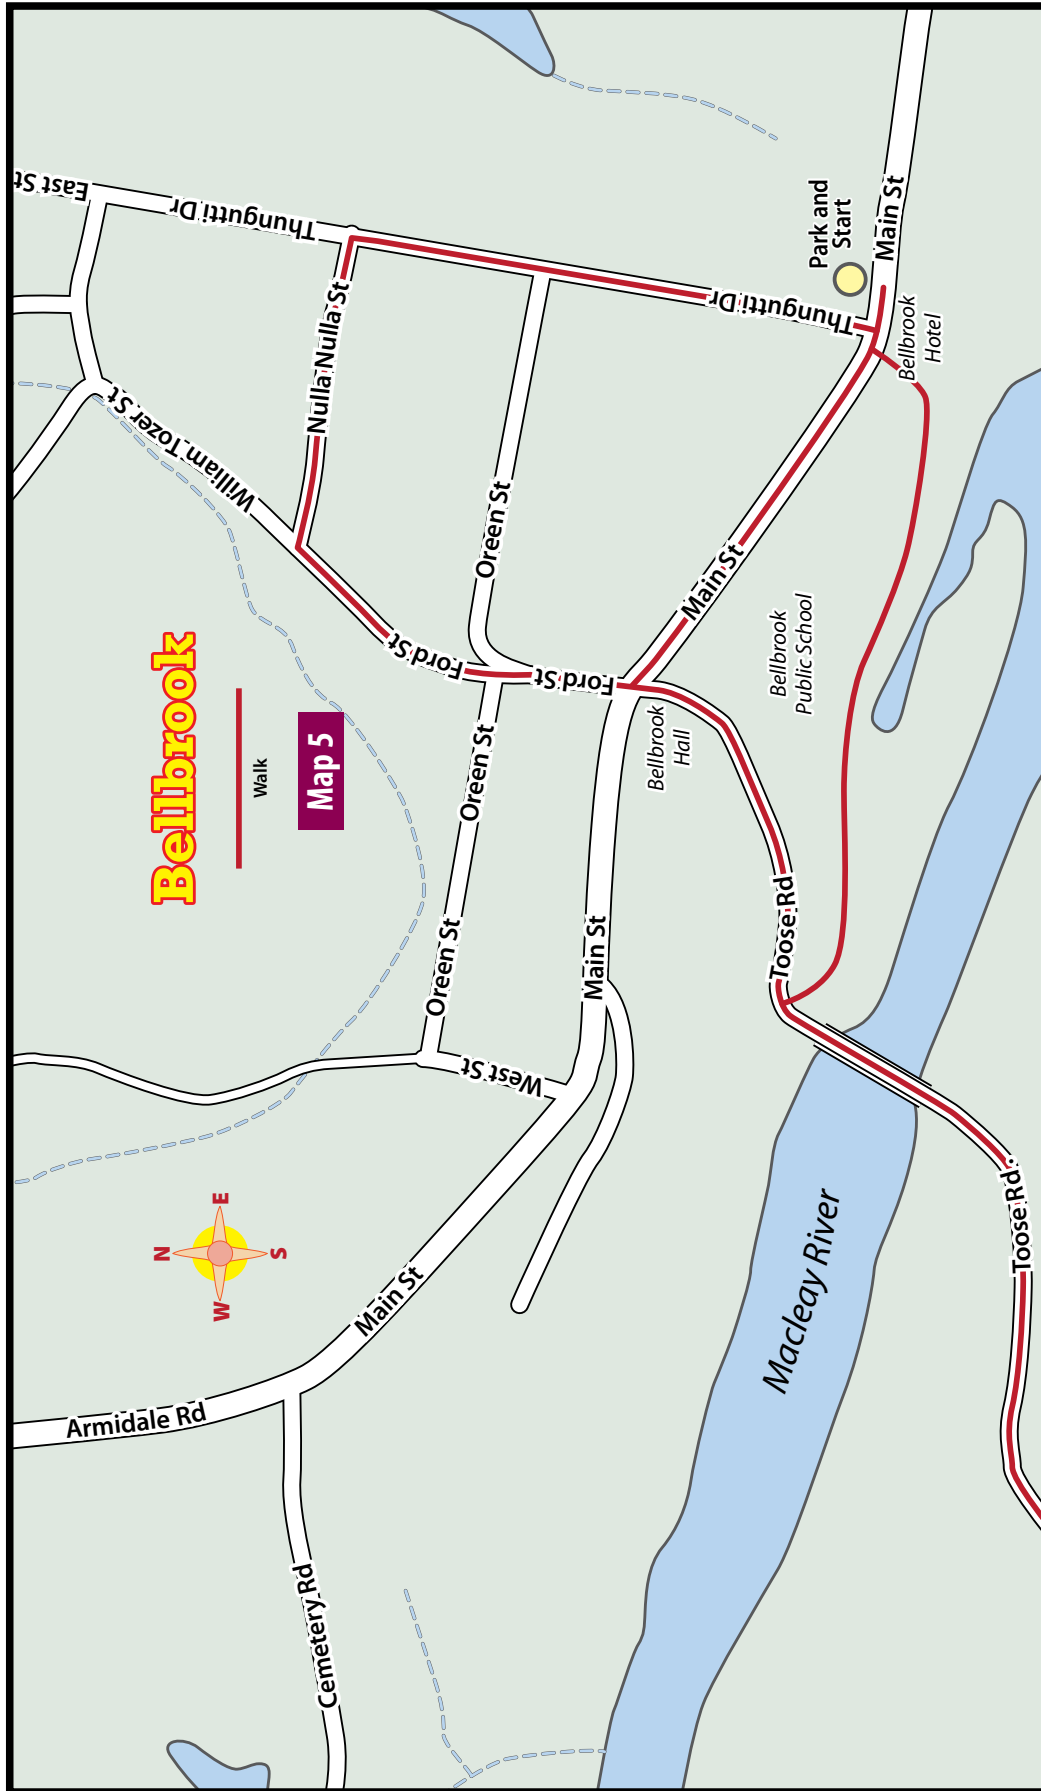 Bellbrook
Walk
Map 5
N
E
S
W
East St
Thungutti Dr
Nulla Nulla St
William Tozer St
Thungutti Dr
Park and
Start
Main St
Bellbrook
Hotel
Oreen St
Main St
Ford St
Ford St
Bellbrook
Public School
Bellbrook
Hall
Oreen St
Oreen St
Main St
West St
Toose Rd
Toose Rd
Macleay River
Main St
Armidale Rd
Cemetery Rd